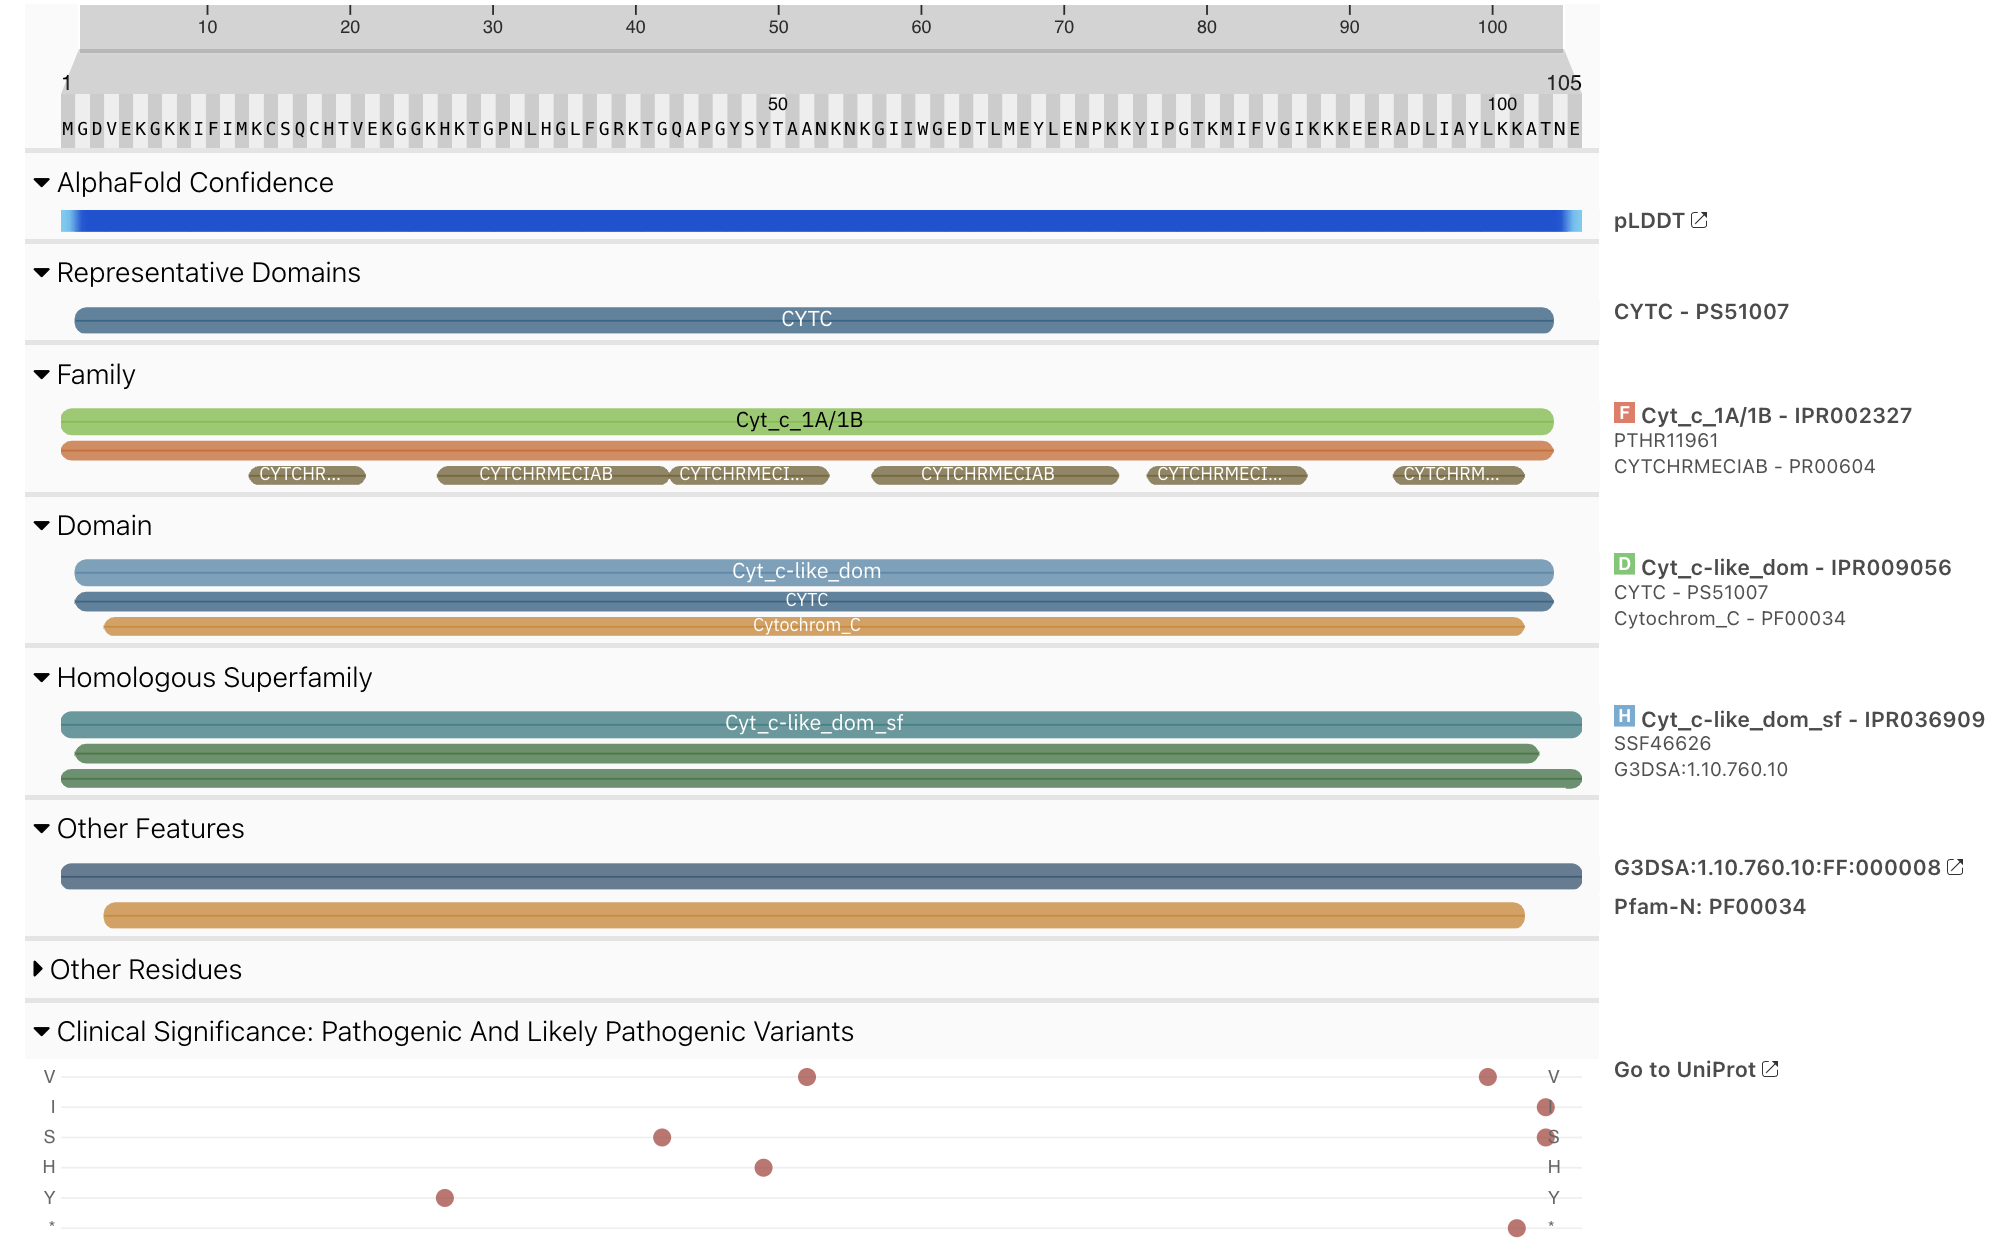 10 20 30 40 50 60 70 80 90 100
1 105
50 100
MGDVEKGKKIFIMKCSQCHTVEKGGKHKTGPNLHGLFGRKTGQAPGYSYTAANKNKGIIWGEDTLMEYLENPKKYIPGTKMIFVGIKKKEERADLIAYLKKATNE
AlphaFold Confidence
pLDDT
Representative Domains
CYTC
CYTC - PS51007
Family
Cyt_c_1A/1B
F Cyt_c_1A/1B - IPR002327
PTHR11961
CYTCHR... CYTCHRMECIAB CYTCHRMECI... CYTCHRMECIAB CYTCHRMECI... CYTCHRM...
CYTCHRMECIAB - PR00604
Domain
Cyt_c-like_dom
D Cyt_c-like_dom - IPR009056
CYTC
CYTC - PS51007
Cytochrom_C
Cytochrom_C - PF00034
Homologous Superfamily
Cyt_c-like_dom_sf
H Cyt_c-like_dom_sf - IPR036909
SSF46626
G3DSA:1.10.760.10
Other Features
G3DSA:1.10.760.10:FF:000008
Pfam-N: PF00034
Other Residues
Clinical Significance: Pathogenic And Likely Pathogenic Variants
Go to UniProt
V V
I I
S S
H H
Y Y
* *